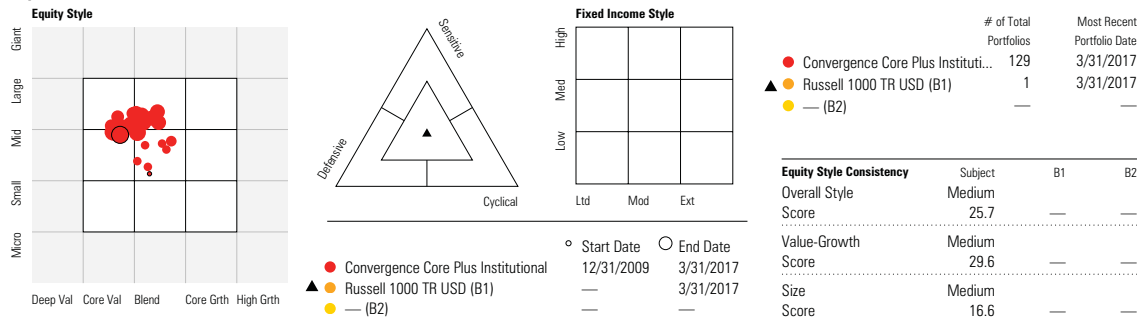 Equity Style
Giant
Large
Mid
Small
Micro
Deep Val Core Val Blend Core Grth High Grth
Sensitive
Defensive
Cyclical
Fixed Income Style
High
Med
Low
Ltd Mod Ext
Start Date End Date
Convergence Core Plus Institutional 12/31/2009 3/31/2017
Russell 1000 TR USD (B1) — 3/31/2017
— (B2) — —
# of Total Most Recent
Portfolios Portfolio Date
Convergence Core Plus Instituti... 129 3/31/2017
Russell 1000 TR USD (B1) 1 3/31/2017
— (B2) — —
Equity Style Consistency Subject B1 B2
Overall Style Medium
Score 25.7 — —
Value-Growth Medium
Score 29.6 — —
Size Medium
Score 16.6 — —